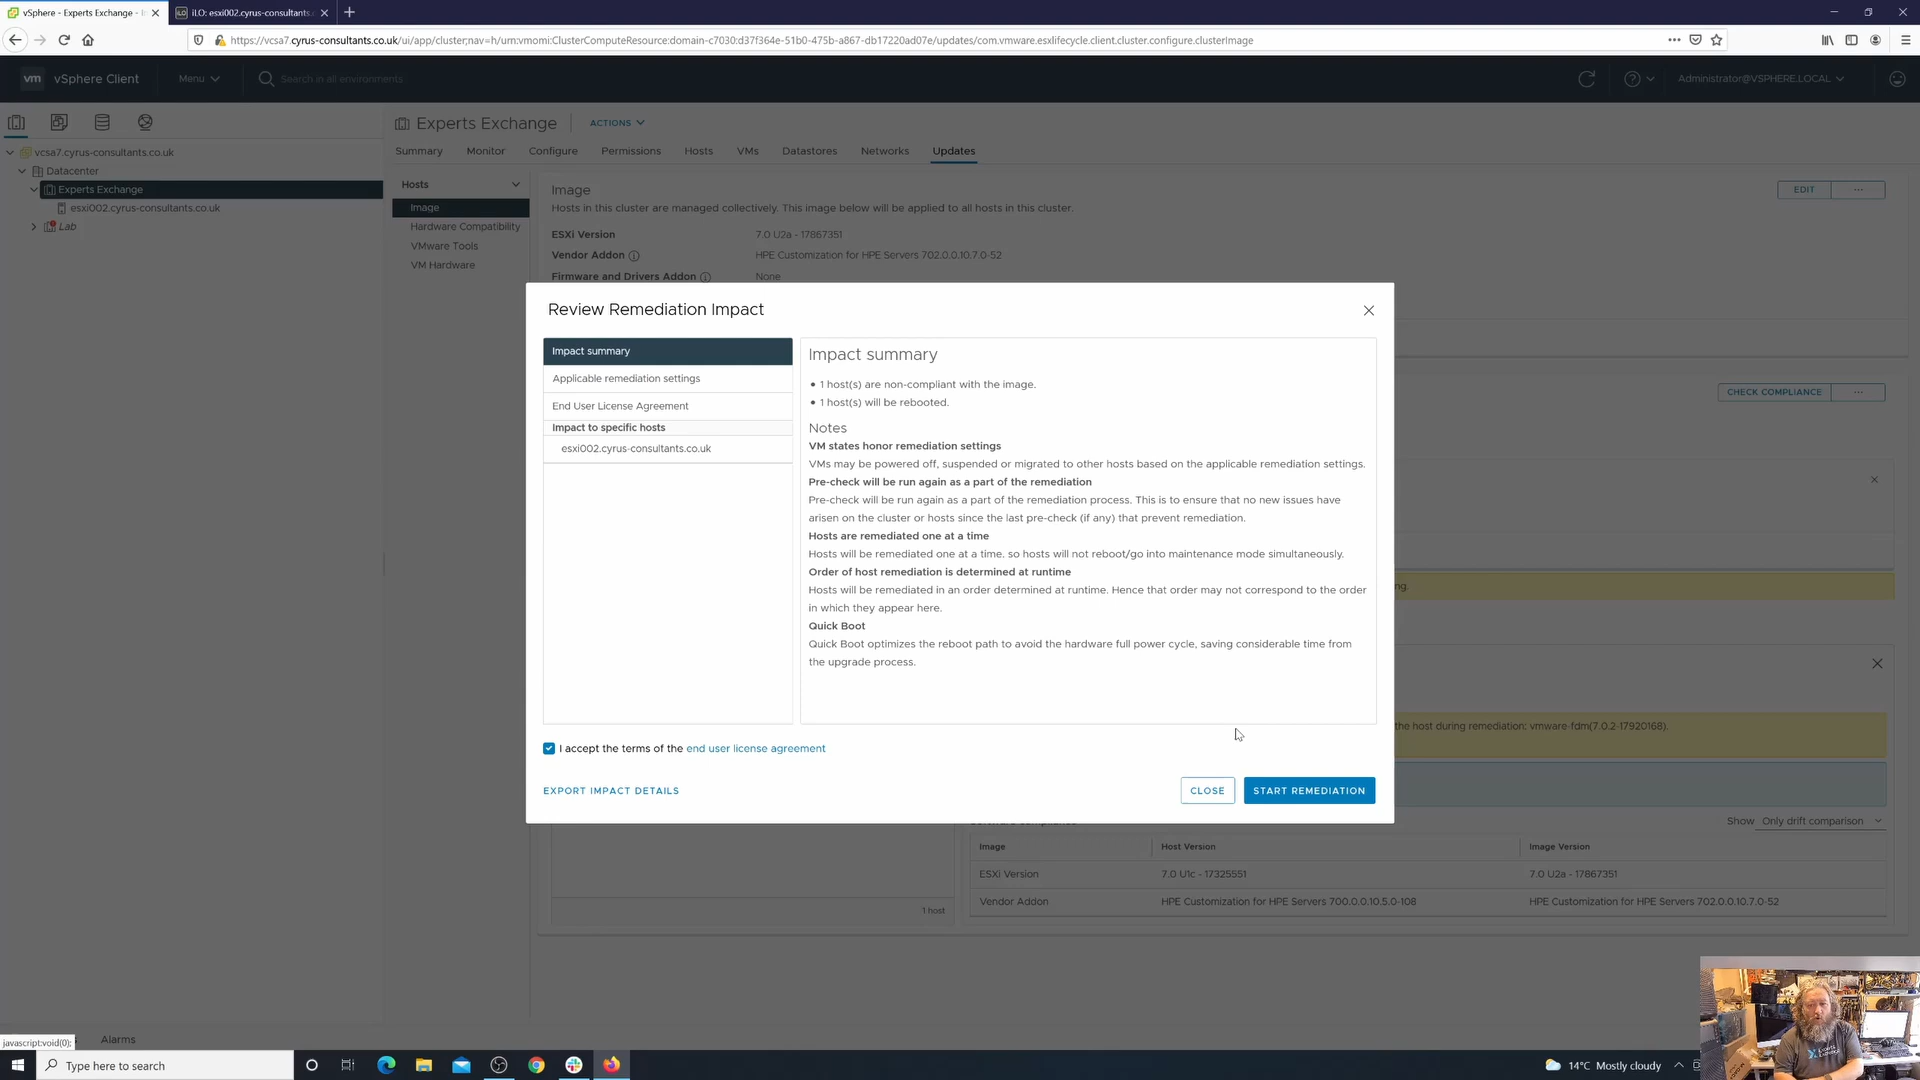 vSphere - Experts Exchange - I
iLO: esxi002.cyrus-consultants.
https://vcsa7.cyrus-consultants.co.uk/ui/app/cluster;nav=h/urn:vmomi:ClusterComputeResource:domain-c7030:d37f364e-51b0-475b-a867-db17220ad07e/updates/com.vmware.esxlifecycle.client.cluster.configure.clusterImage
vm vSphere Client Menu Search in all environments Administrator@VSPHERE.LOCAL
Experts Exchange ACTIONS
Summary Monitor Configure Permissions Hosts VMs Datastores Networks Updates
vcsa7.cyrus-consultants.co.uk
Datacenter
Experts Exchange
esxi002.cyrus-consultants.co.uk
Lab
Hosts
Image
Hardware Compatibility
VMware Tools
VM Hardware
Image EDIT ...
Hosts in this cluster are managed collectively. This image below will be applied to all hosts in this cluster.
ESXi Version 7.0 U2a - 17867351
Vendor Addon HPE Customization for HPE Servers 702.0.0.10.7.0-52
Firmware and Drivers Addon None
CHECK COMPLIANCE ...
Review Remediation Impact
Impact summary
Applicable remediation settings
End User License Agreement
Impact to specific hosts
esxi002.cyrus-consultants.co.uk
Impact summary
• 1 host(s) are non-compliant with the image.
• 1 host(s) will be rebooted.
Notes
VM states honor remediation settings
VMs may be powered off, suspended or migrated to other hosts based on the applicable remediation settings.
Pre-check will be run again as a part of the remediation
Pre-check will be run again as a part of the remediation process. This is to ensure that no new issues have
arisen on the cluster or hosts since the last pre-check (if any) that prevent remediation.
Hosts are remediated one at a time
Hosts will be remediated one at a time. so hosts will not reboot/go into maintenance mode simultaneously.
Order of host remediation is determined at runtime
Hosts will be remediated in an order determined at runtime. Hence that order may not correspond to the order
in which they appear here.
Quick Boot
Quick Boot optimizes the reboot path to avoid the hardware full power cycle, saving considerable time from
the upgrade process.
I accept the terms of the end user license agreement
EXPORT IMPACT DETAILS CLOSE START REMEDIATION
ng.
the host during remediation: vmware-fdm(7.0.2-17920168).
Show Only drift comparison
Image Host Version Image Version
ESXi Version 7.0 U1c - 17325551 7.0 U2a - 17867351
Vendor Addon HPE Customization for HPE Servers 700.0.0.10.5.0-108 HPE Customization for HPE Servers 702.0.0.10.7.0-52
1 host
javascript:void(0); Alarms
Type here to search
14°C Mostly cloudy